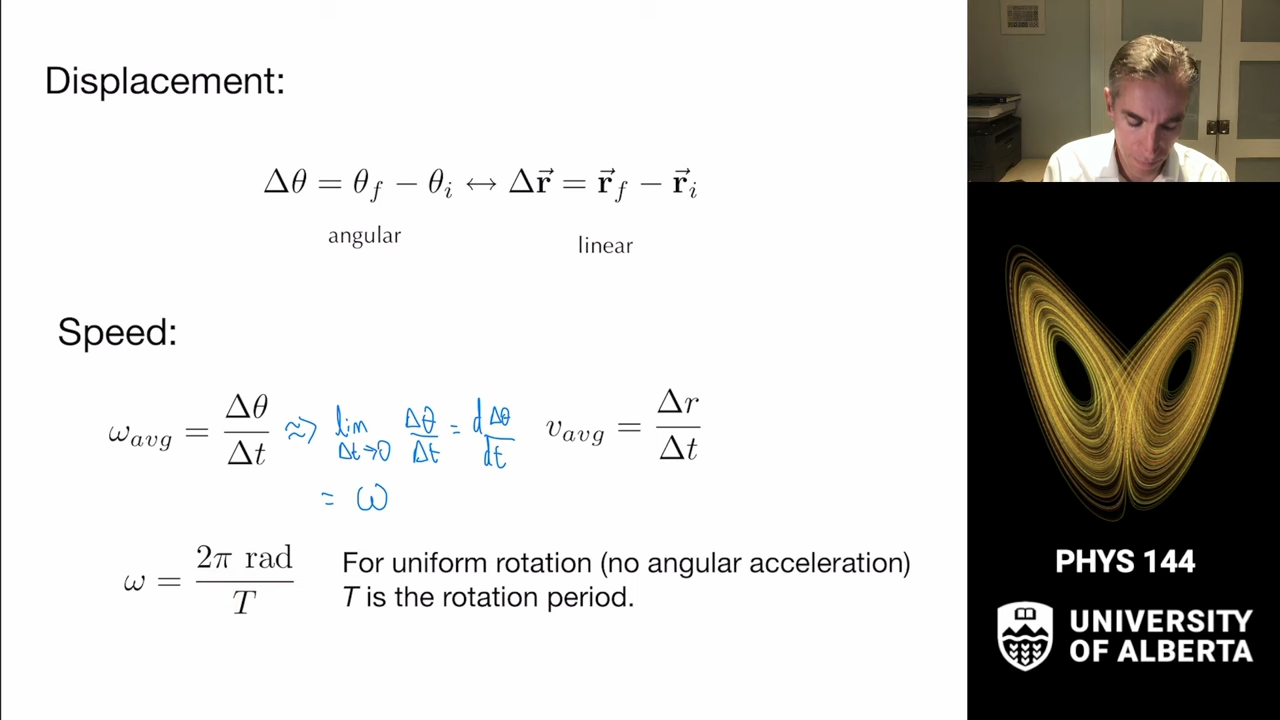 Displacement:
Δθ = θ_f − θ_i ↔ Δr⃗ = r⃗_f − r⃗_i
angular linear
Speed:
ω_avg = Δθ/Δt ≈> lim Δt→0 Δθ/Δt = dΔθ/dt v_avg = Δr/Δt
= ω
ω = 2π rad/T For uniform rotation (no angular acceleration)
T is the rotation period.
PHYS 144
UNIVERSITY
OF ALBERTA